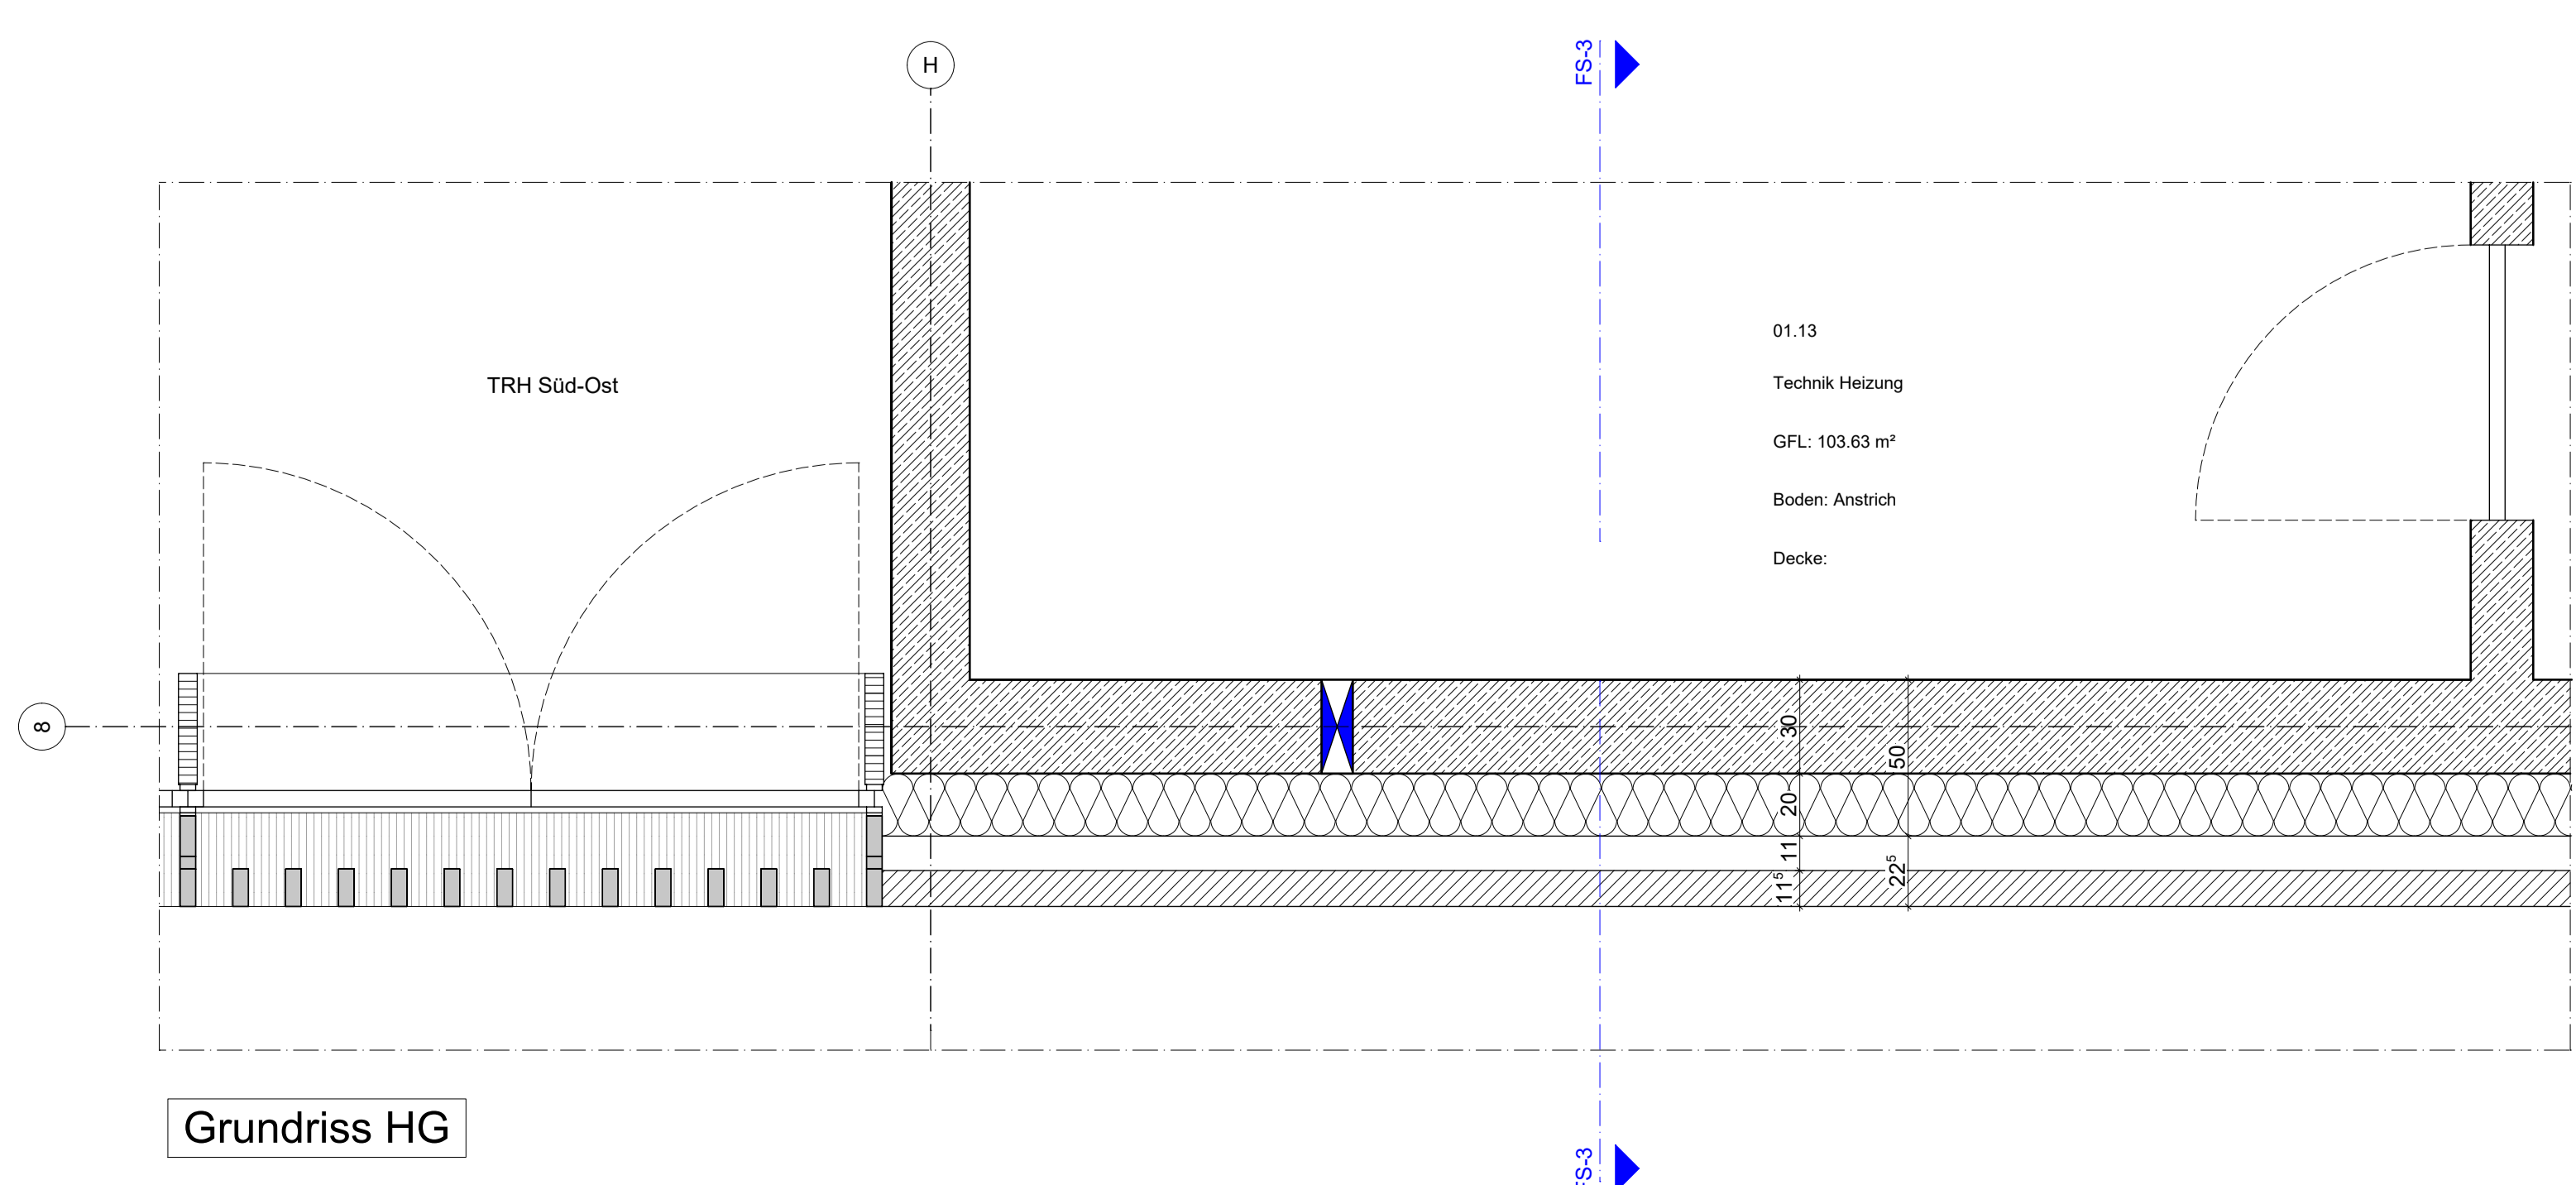 H
FS-3
01.13
Technik Heizung
TRH Süd-Ost
GFL: 103.63 m²
Boden: Anstrich
Decke:
8
30
50
20
11
22⁵
11⁵
Grundriss HG
FS-3